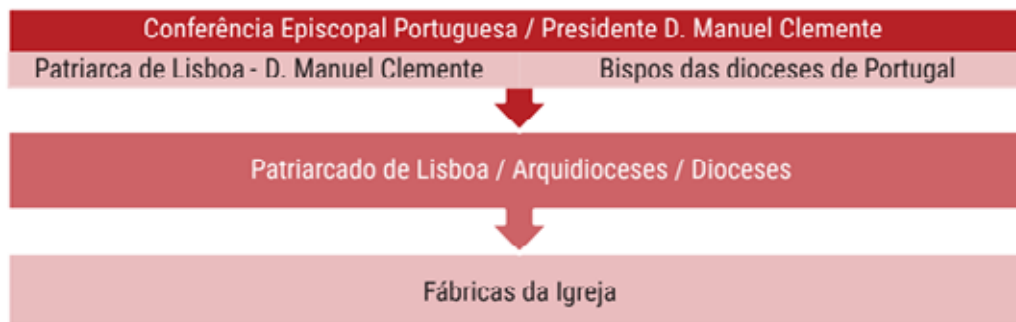 Conferência Episcopal Portuguesa / Presidente D. Manuel Clemente
Patriarca de Lisboa - D. Manuel Clemente
Bispos das dioceses de Portugal
Patriarcado de Lisboa / Arquidioceses / Dioceses
Fábricas da Igreja